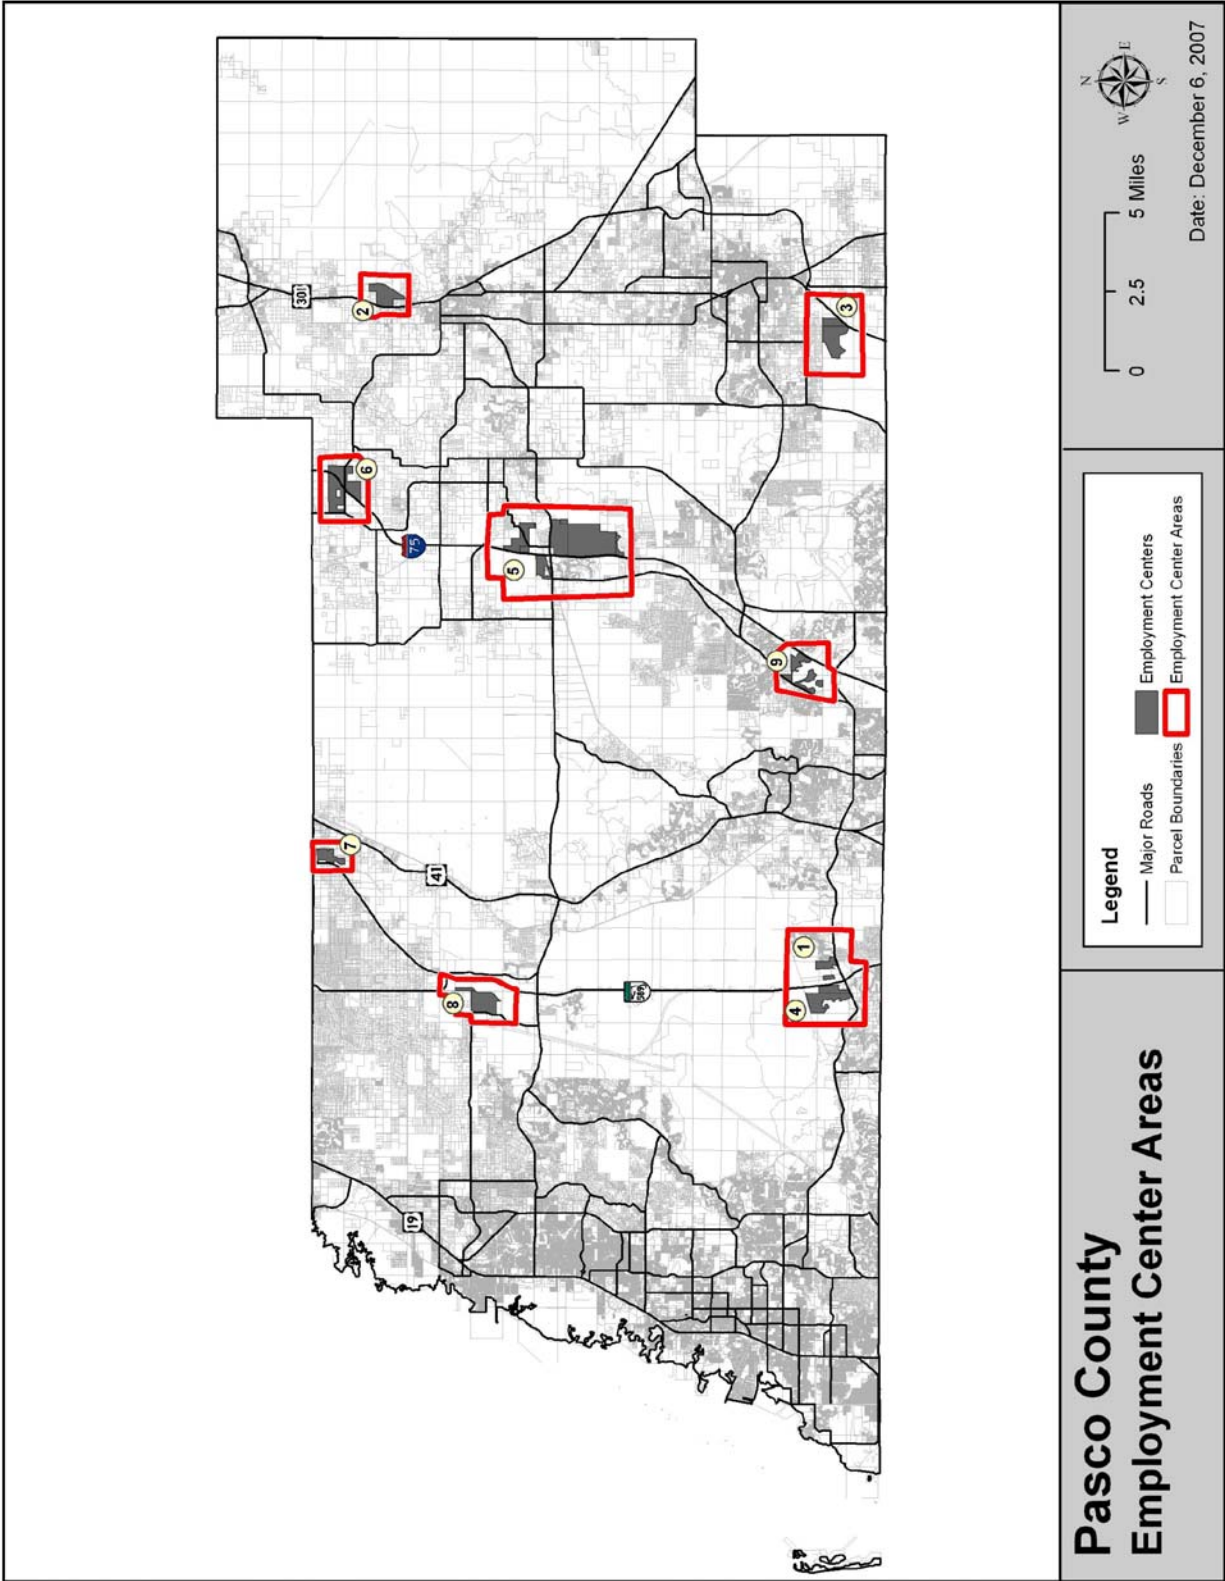 301
7
6
2
19
75
41
8
5
589
9
4
1
3
Pasco County
Employment Center Areas
Legend
Major Roads
Employment Centers
Parcel Boundaries
Employment Center Areas
N
W E
S
0 2.5 5 Miles
Date: December 6, 2007